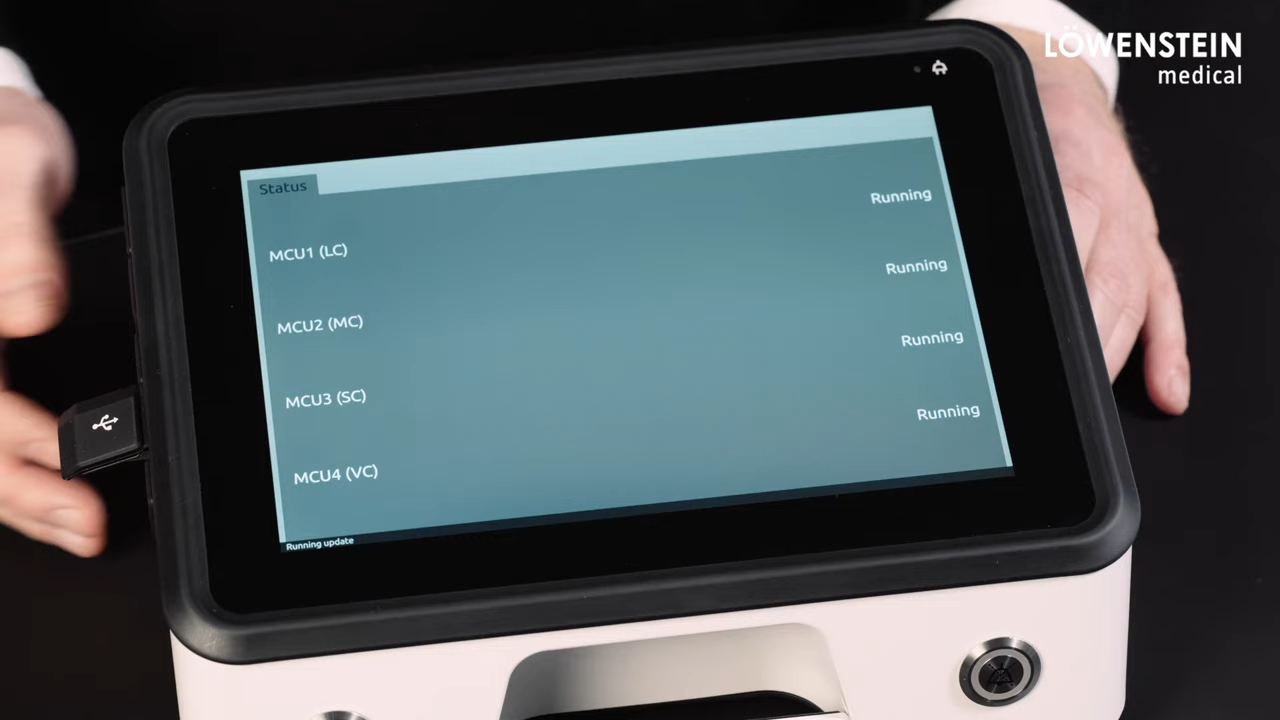 LÖWENSTEIN
medical
Status
MCU1 (LC) Running
MCU2 (MC) Running
MCU3 (SC) Running
MCU4 (VC) Running
Running update